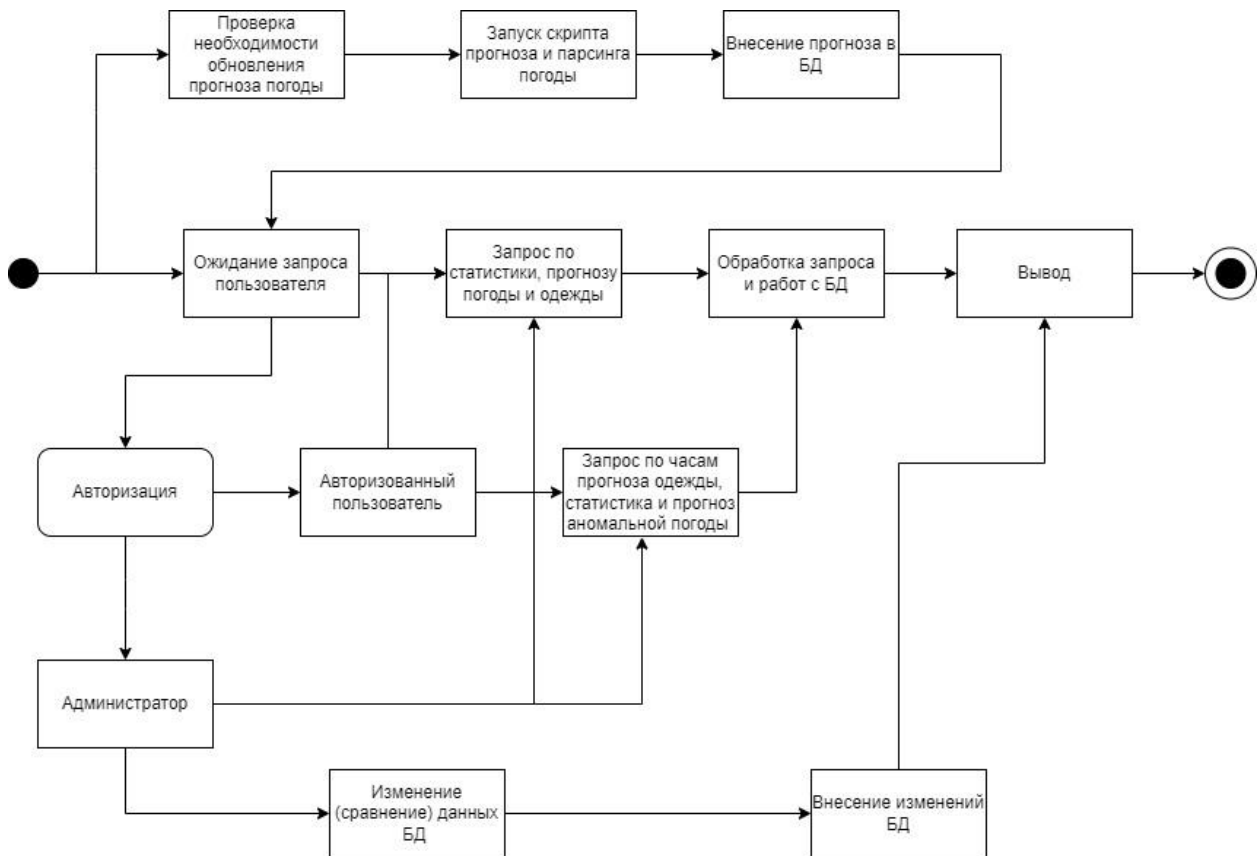 Проверка
необходимости
обновления
прогноза погоды
Запуск скрипта
прогноза и парсинга
погоды
Внесение прогноза в
БД
Ожидание запроса
пользователя
Запрос по
статистики, прогнозу
погоды и одежды
Обработка запроса
и работ с БД
Вывод
Авторизация
Авторизованный
пользователь
Запрос по часам
прогноза одежды,
статистика и прогноз
аномальной погоды
Администратор
Изменение
(сравнение) данных
БД
Внесение изменений
БД